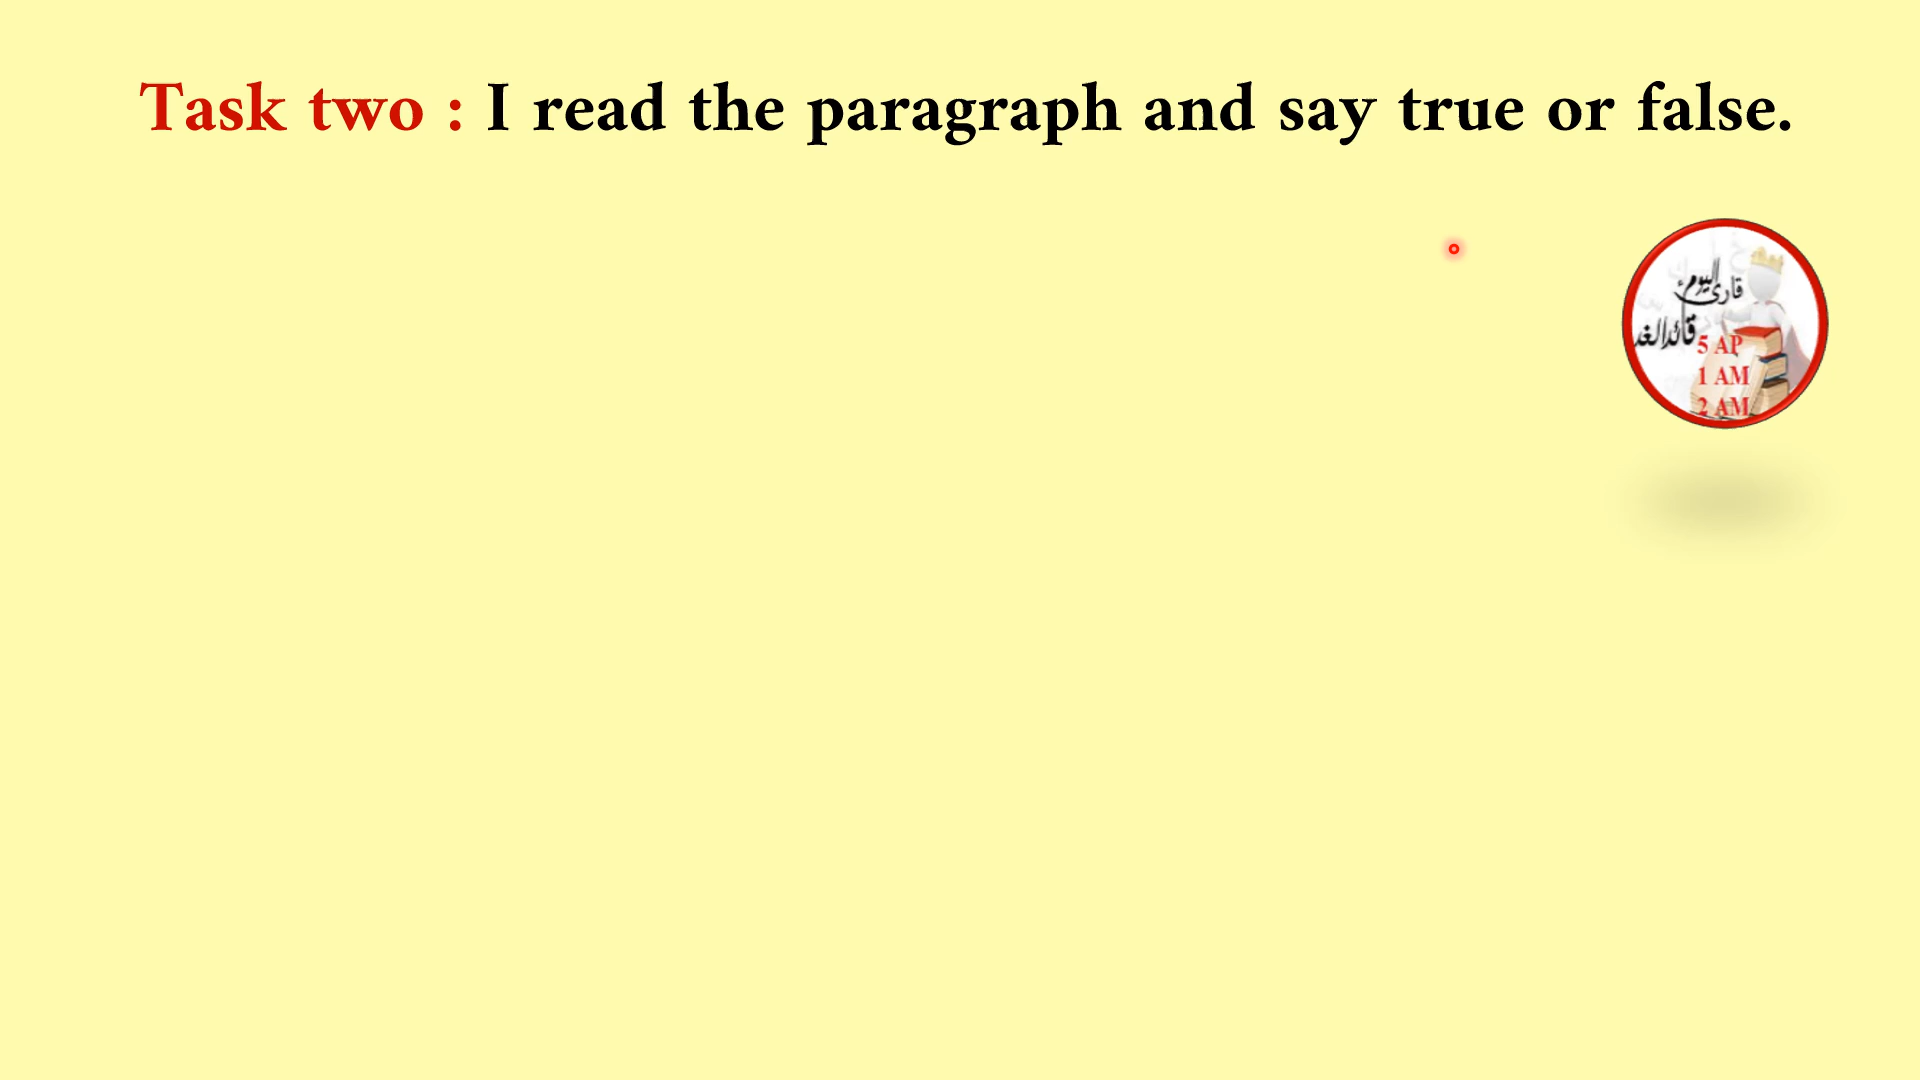 Task two : I read the paragraph and say true or false.
قارئ اليوم
قائد الغد
5 AP
1 AM
2 AM